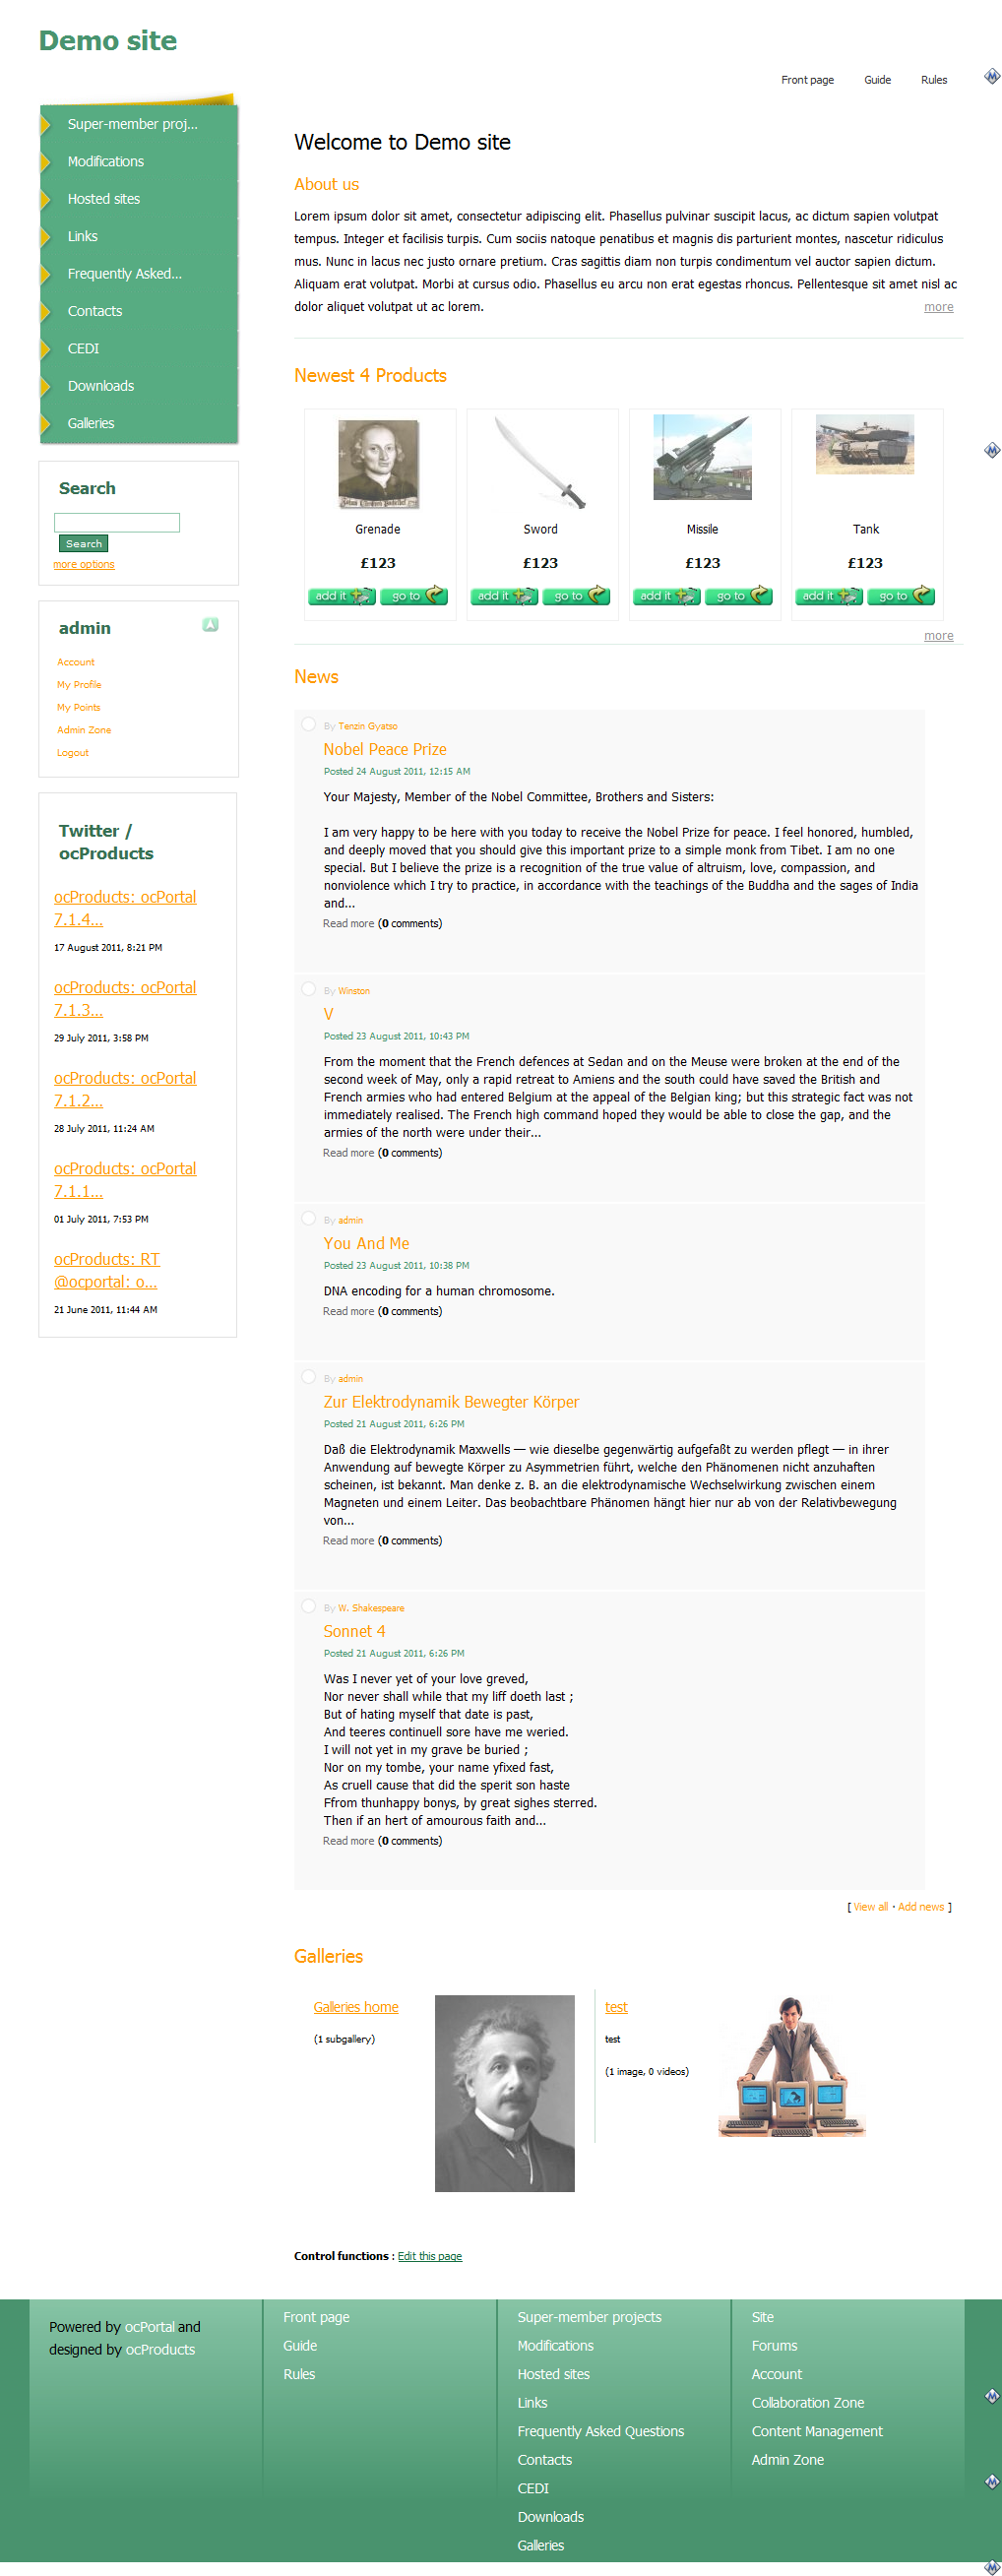 Demo site
Front page
Guide
Rules
Super-member proj...
Modifications
Hosted sites
Links
Frequently Asked...
Contacts
CEDI
Downloads
Galleries
Search
Search
more options
admin
Account
My Profile
My Points
Admin Zone
Logout
Twitter /
ocProducts
ocProducts: ocPortal
7.1.4...
17 August 2011, 8:21 PM
ocProducts: ocPortal
7.1.3...
29 July 2011, 3:58 PM
ocProducts: ocPortal
7.1.2...
28 July 2011, 11:24 AM
ocProducts: ocPortal
7.1.1...
01 July 2011, 7:53 PM
ocProducts: RT
@ocportal: o...
21 June 2011, 11:44 AM
Welcome to Demo site
About us
Lorem ipsum dolor sit amet, consectetur adipiscing elit. Phasellus pulvinar suscipit lacus, ac dictum sapien volutpat
tempus. Integer et facilisis turpis. Cum sociis natoque penatibus et magnis dis parturient montes, nascetur ridiculus
mus. Nunc in lacus nec justo ornare pretium. Cras sagittis diam non turpis condimentum vel auctor sapien dictum.
Aliquam erat volutpat. Morbi at cursus odio. Phasellus eu arcu non erat egestas rhoncus. Pellentesque sit amet nisl ac
dolor aliquet volutpat ut ac lorem.
more
Newest 4 Products
Grenade
£123
add it
go to
Sword
£123
add it
go to
Missile
£123
add it
go to
Tank
£123
add it
go to
more
News
By Tenzin Gyatso
Nobel Peace Prize
Posted 24 August 2011, 12:15 AM
Your Majesty, Member of the Nobel Committee, Brothers and Sisters:
I am very happy to be here with you today to receive the Nobel Prize for peace. I feel honored, humbled,
and deeply moved that you should give this important prize to a simple monk from Tibet. I am no one
special. But I believe the prize is a recognition of the true value of altruism, love, compassion, and
nonviolence which I try to practice, in accordance with the teachings of the Buddha and the sages of India
and...
Read more (0 comments)
By Winston
V
Posted 23 August 2011, 10:43 PM
From the moment that the French defences at Sedan and on the Meuse were broken at the end of the
second week of May, only a rapid retreat to Amiens and the south could have saved the British and
French armies who had entered Belgium at the appeal of the Belgian king; but this strategic fact was not
immediately realised. The French high command hoped they would be able to close the gap, and the
armies of the north were under their...
Read more (0 comments)
By admin
You And Me
Posted 23 August 2011, 10:38 PM
DNA encoding for a human chromosome.
Read more (0 comments)
By admin
Zur Elektrodynamik Bewegter Körper
Posted 21 August 2011, 6:26 PM
Daß die Elektrodynamik Maxwells — wie dieselbe gegenwärtig aufgefaßt zu werden pflegt — in ihrer
Anwendung auf bewegte Körper zu Asymmetrien führt, welche den Phänomenen nicht anzuhaften
scheinen, ist bekannt. Man denke z. B. an die elektrodynamische Wechselwirkung zwischen einem
Magneten und einem Leiter. Das beobachtbare Phänomen hängt hier nur ab von der Relativbewegung
von...
Read more (0 comments)
By W. Shakespeare
Sonnet 4
Posted 21 August 2011, 6:26 PM
Was I never yet of your love greved,
Nor never shall while that my liff doeth last ;
But of hating myself that date is past,
And teeres continuell sore have me weried.
I will not yet in my grave be buried ;
Nor on my tombe, your name yfixed fast,
As cruell cause that did the sperit son haste
Ffrom thunhappy bonys, by great sighes sterred.
Then if an hert of amourous faith and...
Read more (0 comments)
[ View all · Add news ]
Galleries
Galleries home
(1 subgallery)
test
test
(1 image, 0 videos)
Control functions : Edit this page
Powered by ocPortal and
designed by ocProducts
Front page
Guide
Rules
Super-member projects
Modifications
Hosted sites
Links
Frequently Asked Questions
Contacts
CEDI
Downloads
Galleries
Site
Forums
Account
Collaboration Zone
Content Management
Admin Zone